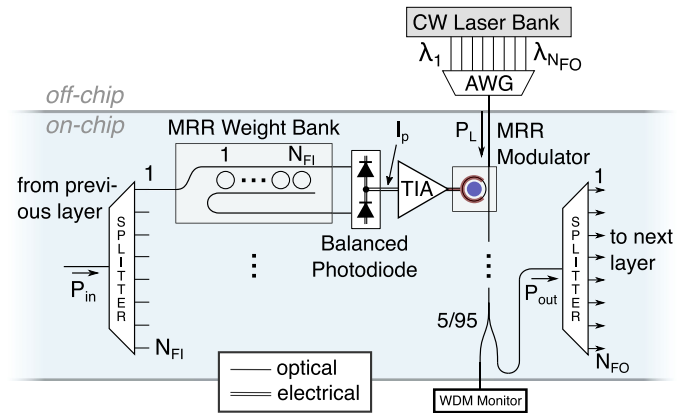 CW Laser Bank
λ1
λNFO
AWG
off-chip
on-chip
MRR Weight Bank
1
NFI
Ip
PL
MRR
Modulator
TIA
from previ-
ous layer
1
SPLITTER
Pin
NFI
Balanced
Photodiode
1
SPLITTER
to next
layer
Pout
NFO
5/95
optical
electrical
WDM Monitor